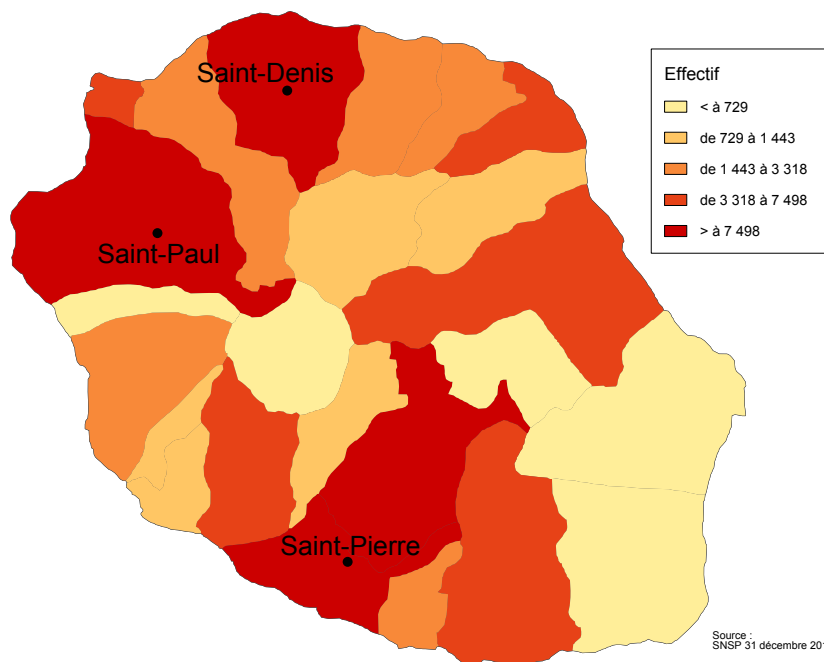 Saint-Denis
Saint-Paul
Saint-Pierre
Effectif
< à 729
de 729 à 1 443
de 1 443 à 3 318
de 3 318 à 7 498
> à 7 498
Source :
SNSP 31 décembre 201